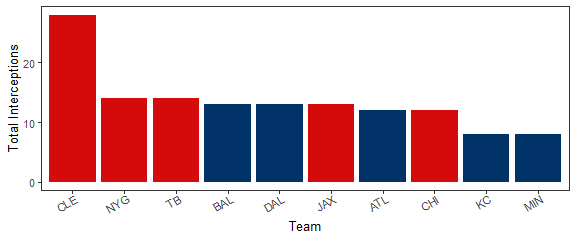 Total Interceptions
20
10
0
CLE NYG TB BAL DAL JAX ATL CHI KC MIN
Team